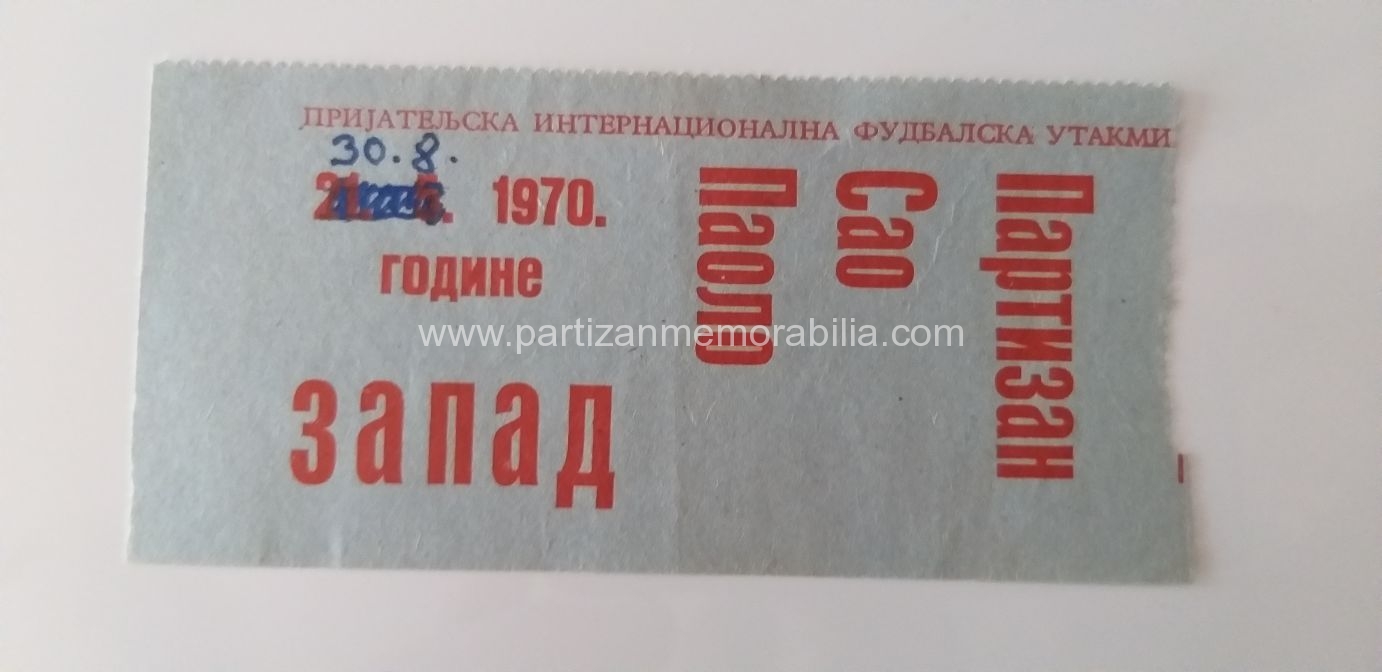 ПРИЈАТЕЉСКА ИНТЕРНАЦИОНАЛНА ФУДБАЛСКА УТАКМИ
30.8.
1970.
године
ЗАПАД
Партизан
Сао
Паоло
www.partizanmemorabilia.com